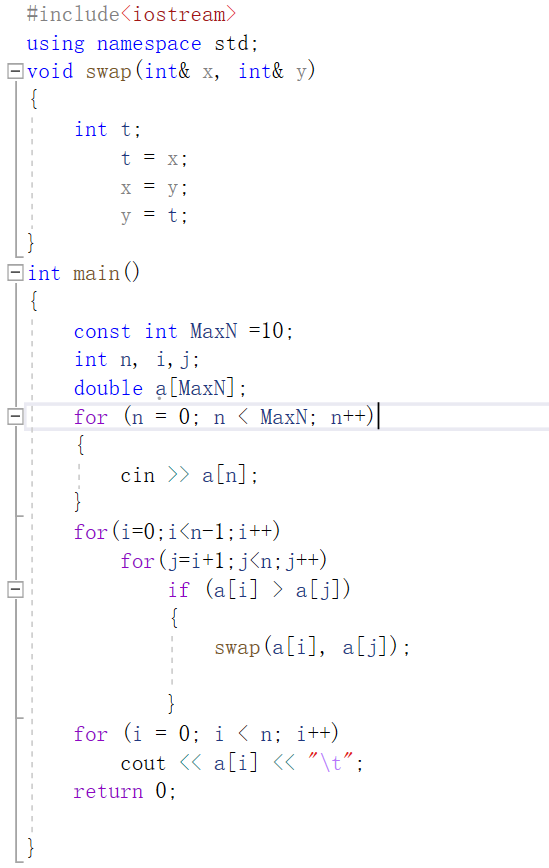 #include<iostream>
using namespace std;
void swap(int& x, int& y)
{
    int t;
        t = x;
        x = y;
        y = t;
}
int main()
{
    const int MaxN =10;
    int n, i,j;
    double a[MaxN];
    for (n = 0; n < MaxN; n++)
    {
        cin >> a[n];
    }
    for(i=0;i<n-1;i++)
        for(j=i+1;j<n;j++)
            if (a[i] > a[j])
            {
                swap(a[i], a[j]);
            }
    for (i = 0; i < n; i++)
        cout << a[i] << "\t";
    return 0;
}